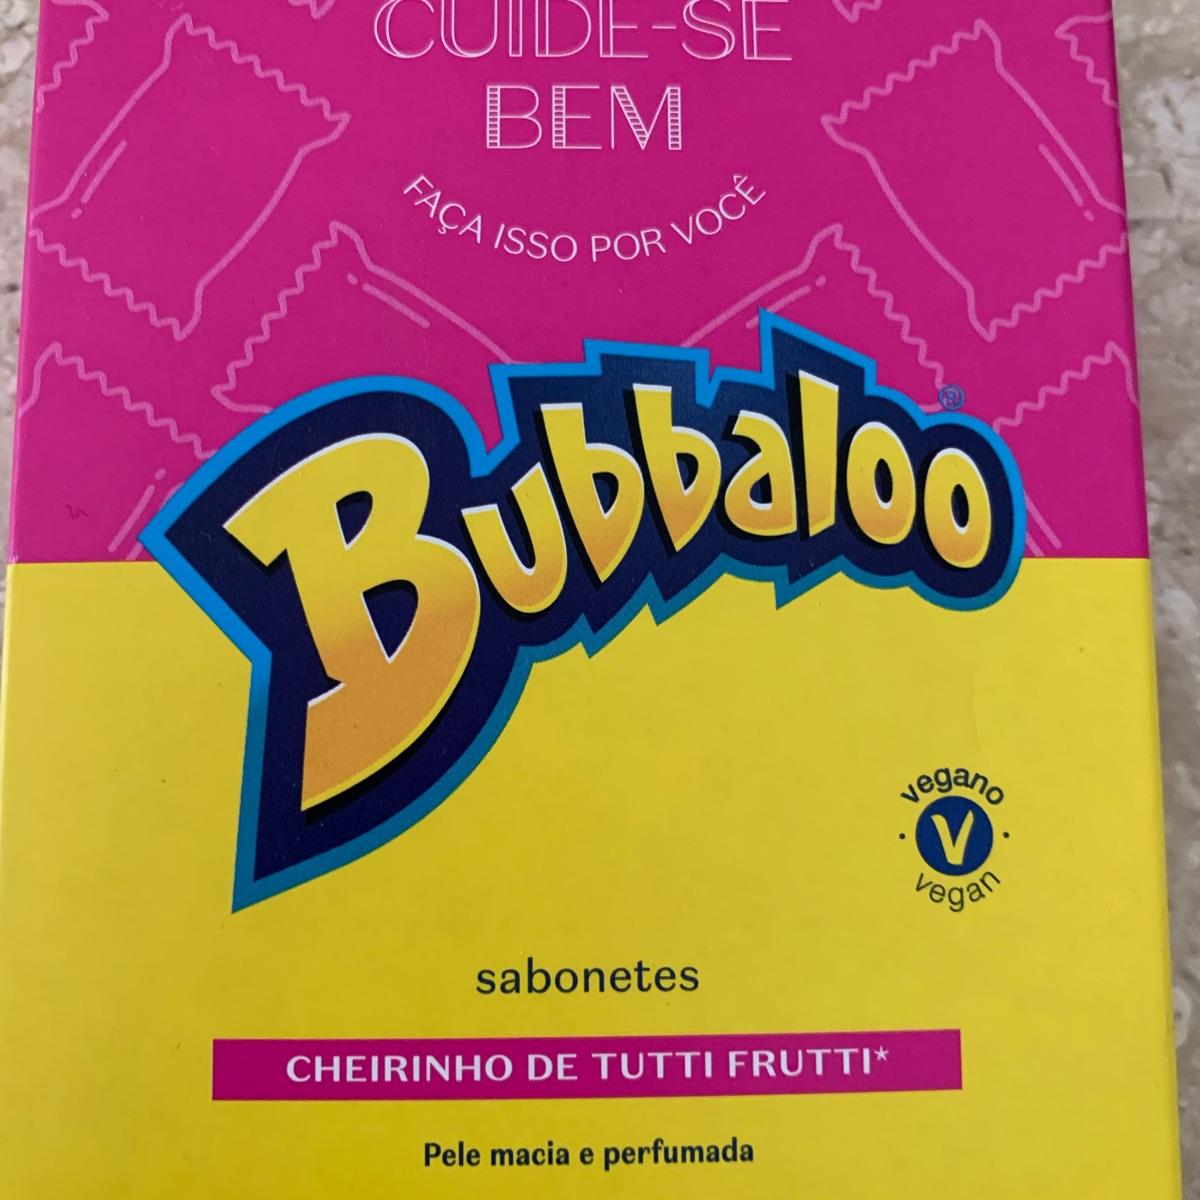 CUIDE-SE
BEM
FAÇA ISSO POR VOCÊ
Bubbaloo®
vegano
V
vegan
sabonetes
CHEIRINHO DE TUTTI FRUTTI*
Pele macia e perfumada